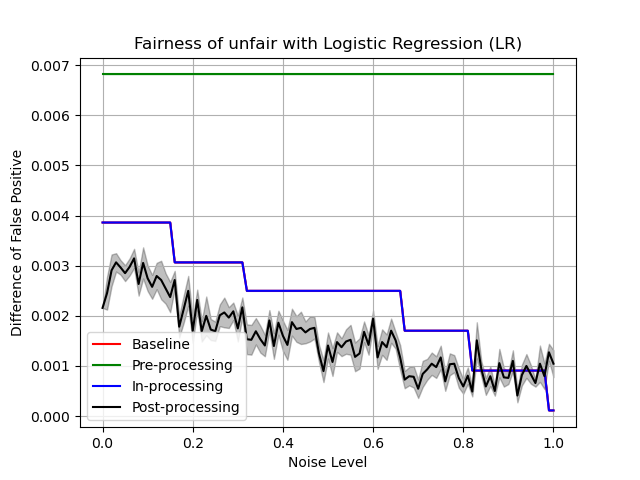 Fairness of unfair with Logistic Regression (LR)
0.007
0.006
0.005
0.004
0.003
0.002
0.001
0.000
Difference of False Positive
Baseline
Pre-processing
In-processing
Post-processing
0.0 0.2 0.4 0.6 0.8 1.0
Noise Level